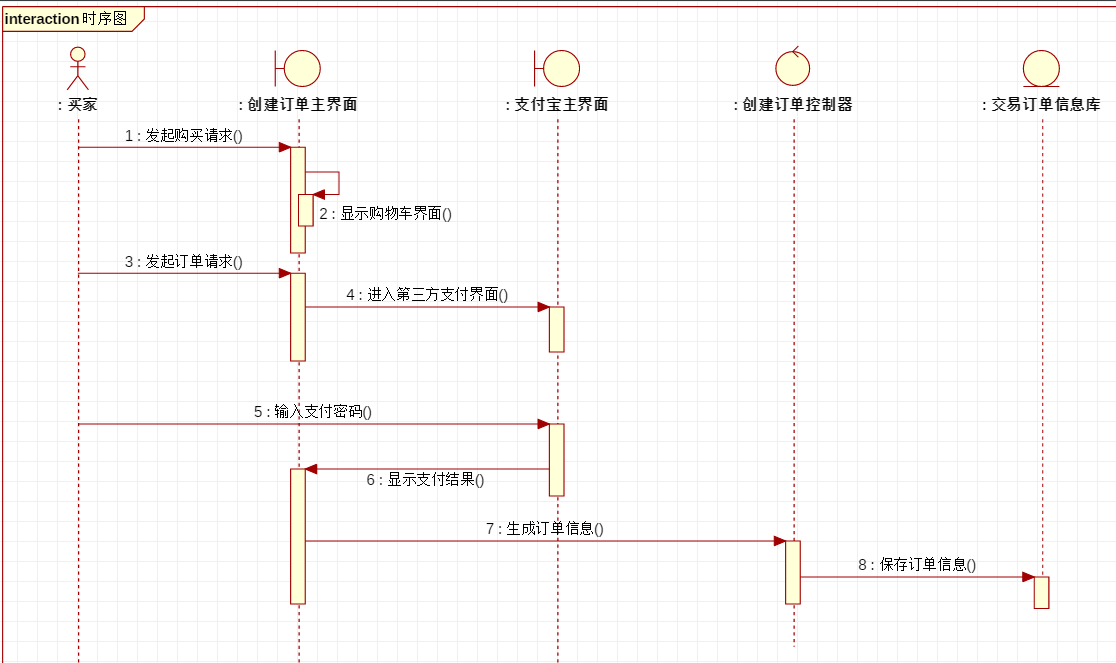 interaction 时序图
: 买家
: 创建订单主界面
: 支付宝主界面
: 创建订单控制器
: 交易订单信息库
1 : 发起购买请求()
2 : 显示购物车界面()
3 : 发起订单请求()
4 : 进入第三方支付界面()
5 : 输入支付密码()
6 : 显示支付结果()
7 : 生成订单信息()
8 : 保存订单信息()